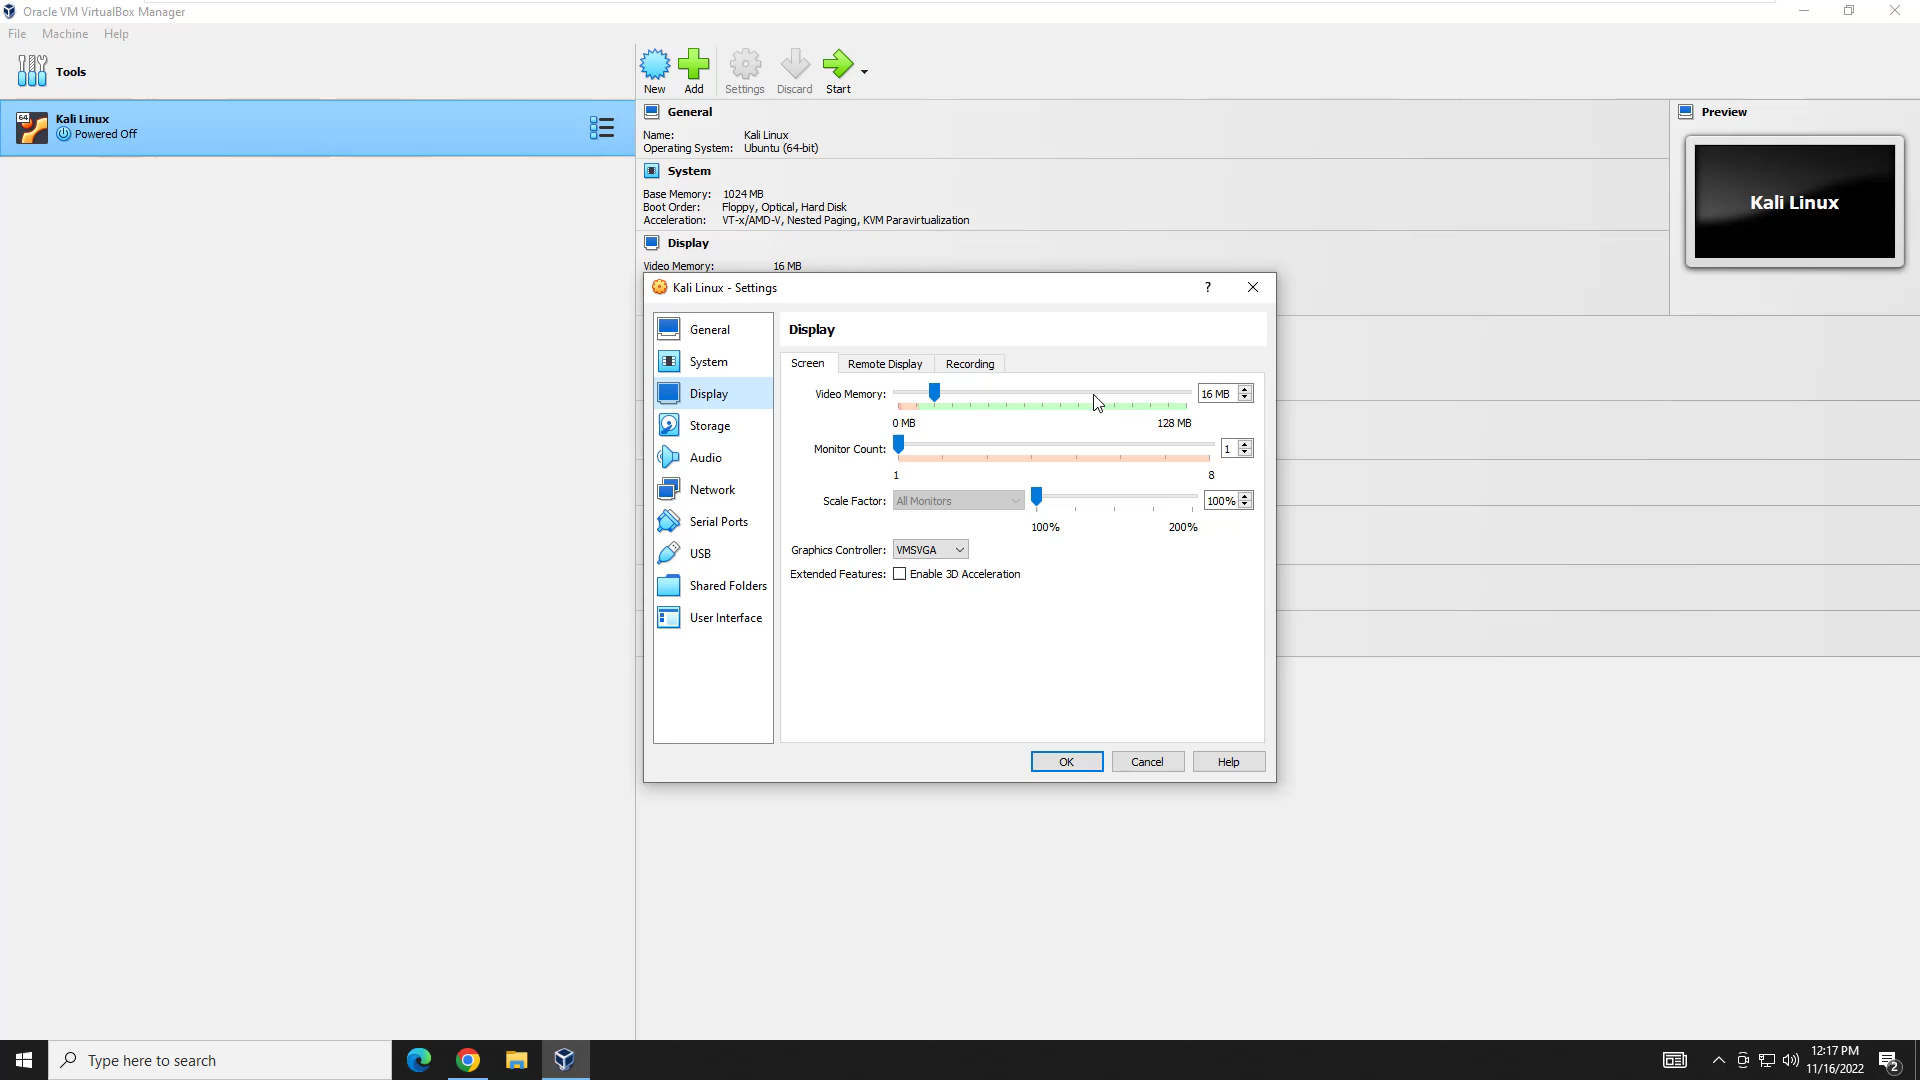 Oracle VM VirtualBox Manager
File Machine Help
Tools
New Add Settings Discard Start
64
Kali Linux
Powered Off
General
Name: Kali Linux
Operating System: Ubuntu (64-bit)
System
Base Memory: 1024 MB
Boot Order: Floppy, Optical, Hard Disk
Acceleration: VT-x/AMD-V, Nested Paging, KVM Paravirtualization
Display
Video Memory: 16 MB
Preview
Kali Linux
Kali Linux - Settings
?
General
System
Display
Storage
Audio
Network
Serial Ports
USB
Shared Folders
User Interface
Display
Screen Remote Display Recording
Video Memory: 16 MB
0 MB 128 MB
Monitor Count: 1
1 8
Scale Factor: All Monitors 100%
100% 200%
Graphics Controller: VMSVGA
Extended Features: Enable 3D Acceleration
OK Cancel Help
Type here to search
12:17 PM
11/16/2022
2